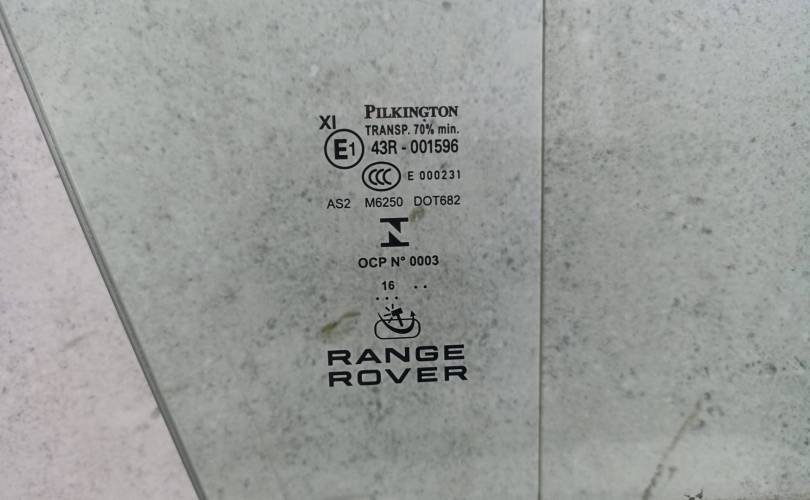 PILKINGTON
XI
TRANSP. 70% min.
E1 43R - 001596
CCC E 000231
AS2 M6250 DOT682
OCP N° 0003
16 . .
. . .
RANGE
ROVER